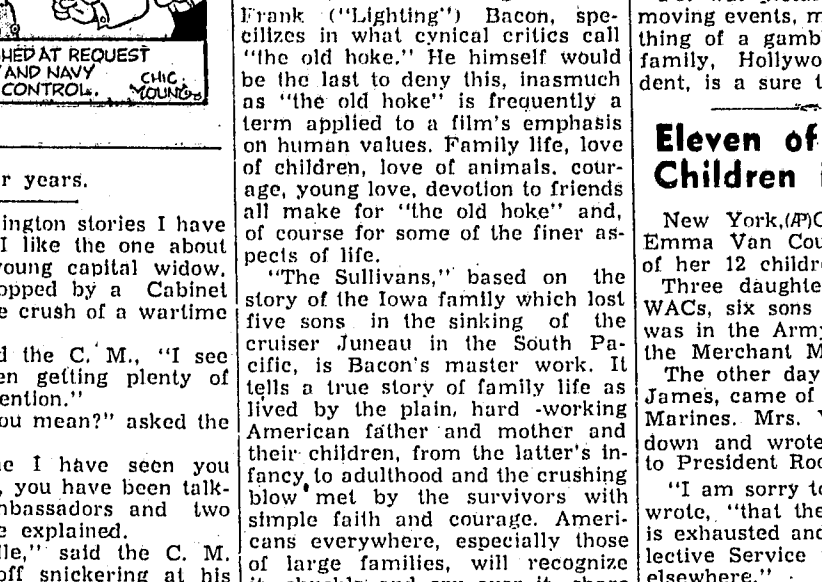 HED AT REQUEST
AND NAVY
CONTROL.
CHIC
YOUNG
r years.
ington stories I have
I like the one about
young capital widow.
opped by a Cabinet
e crush of a wartime
d the C. M., "I see
en getting plenty of
ention."
ou mean?" asked the
e I have seen you
, you have been talk-
mbassadors and two
e explained.
lle," said the C. M.
off snickering at his
Frank ("Lighting") Bacon, spe-
cilizes in what cynical critics call
"the old hoke." He himself would
be the last to deny this, inasmuch
as "the old hoke" is frequently a
term applied to a film's emphasis
on human values. Family life, love
of children, love of animals. cour-
age, young love, devotion to friends
all make for "the old hoke" and,
of course for some of the finer as-
pects of life.
"The Sullivans," based on the
story of the Iowa family which lost
five sons in the sinking of the
cruiser Juneau in the South Pa-
cific, is Bacon's master work. It
tells a true story of family life as
lived by the plain, hard -working
American father and mother and
their children, from the latter's in-
fancy to adulthood and the crushing
blow met by the survivors with
simple faith and courage. Ameri-
cans everywhere, especially those
of large families, will recognize
moving events, m
thing of a gamb
family, Hollywo
dent, is a sure t
Eleven of
Children i
New York,(AP)C
Emma Van Cou
of her 12 childre
Three daughte
WACs, six sons
was in the Army
the Merchant M
The other day
James, came of
Marines. Mrs. V
down and wrote
to President Roo
"I am sorry to
wrote, "that the
is exhausted and
lective Service
elsewhere."